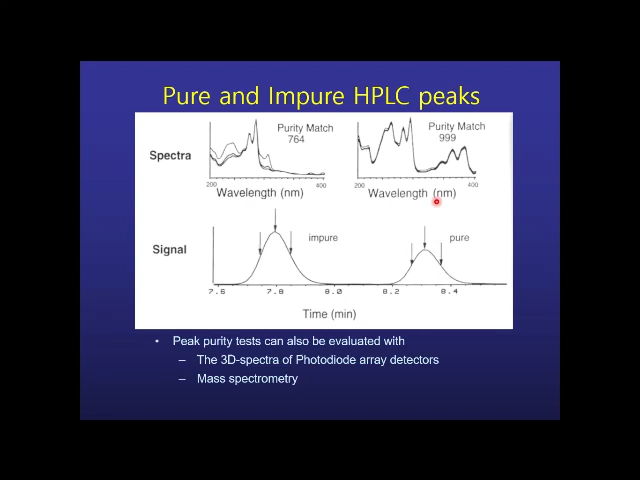 Pure and Impure HPLC peaks
Purity Match
764
Purity Match
999
Spectra
200
400
200
400
Wavelength (nm)
Wavelength (nm)
Signal
impure
pure
7.6
7.8
8.0
8.2
8.4
Time (min)
• Peak purity tests can also be evaluated with
– The 3D-spectra of Photodiode array detectors
– Mass spectrometry